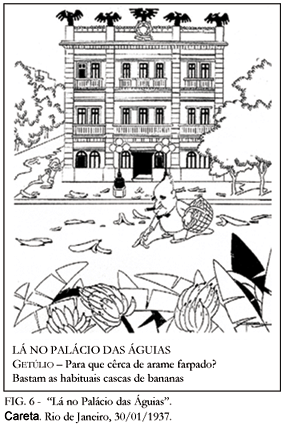 LÁ NO PALÁCIO DAS ÁGUIAS
GETÚLIO – Para que cêrca de arame farpado?
Bastam as habituais cascas de bananas
FIG. 6 - “Lá no Palácio das Águias”.
Careta. Rio de Janeiro, 30/01/1937.